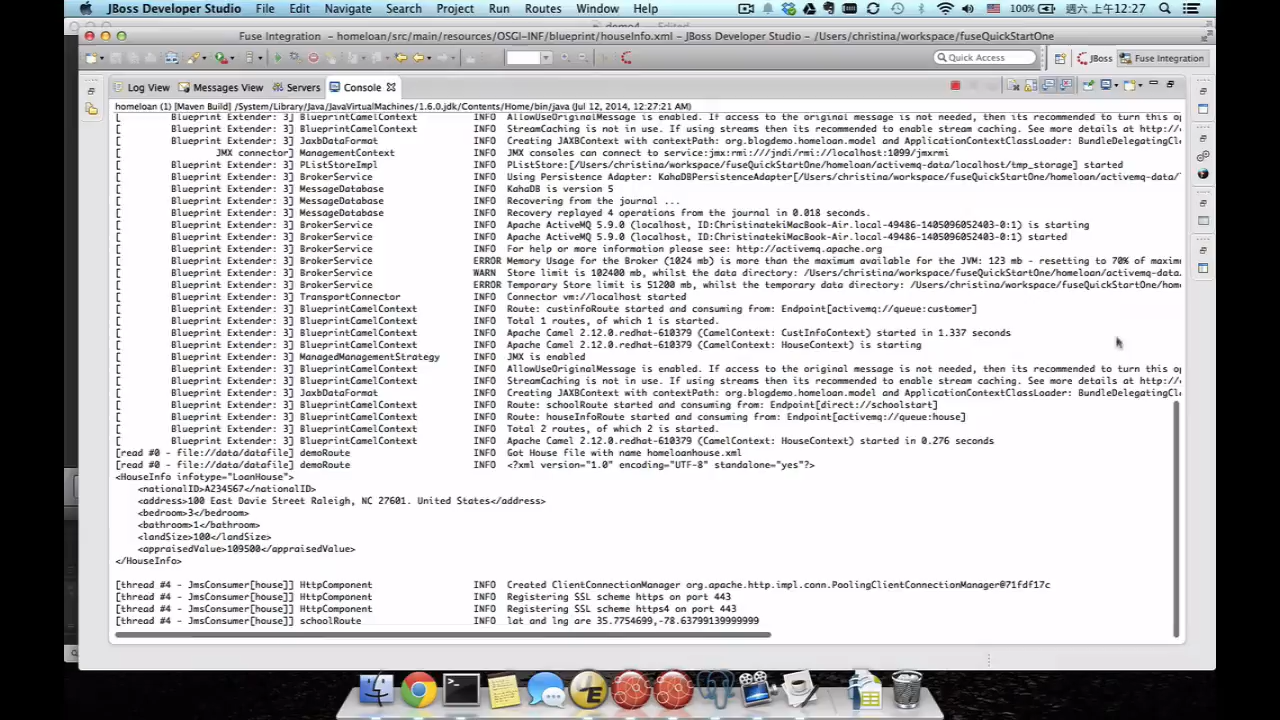 JBoss Developer Studio File Edit Navigate Search Project Run Routes Window Help 100% 週六 上午12:27
demo4 — Edited
Fuse Integration - homeloan/src/main/resources/OSGI-INF/blueprint/houseInfo.xml - JBoss Developer Studio - /Users/christina/workspace/fuseQuickStartOne
Quick Access JBoss Fuse Integration
Log View Messages View Servers Console
homeloan (1) [Maven Build] /System/Library/Java/JavaVirtualMachines/1.6.0.jdk/Contents/Home/bin/java (Jul 12, 2014, 12:27:21 AM)
[ Blueprint Extender: 3] BlueprintCamelContext INFO AllowUseOriginalMessage is enabled. If access to the original message is not needed, then its recommended to turn this op
[ Blueprint Extender: 3] BlueprintCamelContext INFO StreamCaching is not in use. If using streams then its recommended to enable stream caching. See more details at http:/
[ Blueprint Extender: 3] JaxbDataFormat INFO Creating JAXBContext with contextPath: org.blogdemo.homeloan.model and ApplicationContextClassLoader: BundleDelegatingCl
[ JMX connector] ManagementContext INFO JMX consoles can connect to service:jmx:rmi:///jndi/rmi://localhost:1099/jmxrmi
[ Blueprint Extender: 3] PListStoreImpl INFO PListStore:[/Users/christina/workspace/fuseQuickStartOne/homeloan/activemq-data/localhost/tmp_storage] started
[ Blueprint Extender: 3] BrokerService INFO Using Persistence Adapter: KahaDBPersistenceAdapter[/Users/christina/workspace/fuseQuickStartOne/homeloan/activemq-data/
[ Blueprint Extender: 3] MessageDatabase INFO KahaDB is version 5
[ Blueprint Extender: 3] MessageDatabase INFO Recovering from the journal ...
[ Blueprint Extender: 3] MessageDatabase INFO Recovery replayed 4 operations from the journal in 0.018 seconds.
[ Blueprint Extender: 3] BrokerService INFO Apache ActiveMQ 5.9.0 (localhost, ID:ChristinatekiMacBook-Air.local-49486-1405096052403-0:1) is starting
[ Blueprint Extender: 3] BrokerService INFO Apache ActiveMQ 5.9.0 (localhost, ID:ChristinatekiMacBook-Air.local-49486-1405096052403-0:1) started
[ Blueprint Extender: 3] BrokerService INFO For help or more information please see: http://activemq.apache.org
[ Blueprint Extender: 3] BrokerService ERROR Memory Usage for the Broker (1024 mb) is more than the maximum available for the JVM: 123 mb - resetting to 70% of maxim
[ Blueprint Extender: 3] BrokerService WARN Store limit is 102400 mb, whilst the data directory: /Users/christina/workspace/fuseQuickStartOne/homeloan/activemq-data.
[ Blueprint Extender: 3] BrokerService ERROR Temporary Store limit is 51200 mb, whilst the temporary data directory: /Users/christina/workspace/fuseQuickStartOne/hom
[ Blueprint Extender: 3] TransportConnector INFO Connector vm://localhost started
[ Blueprint Extender: 3] BlueprintCamelContext INFO Route: custinfoRoute started and consuming from: Endpoint[activemq://queue:customer]
[ Blueprint Extender: 3] BlueprintCamelContext INFO Total 1 routes, of which 1 is started.
[ Blueprint Extender: 3] BlueprintCamelContext INFO Apache Camel 2.12.0.redhat-610379 (CamelContext: CustInfoContext) started in 1.337 seconds
[ Blueprint Extender: 3] BlueprintCamelContext INFO Apache Camel 2.12.0.redhat-610379 (CamelContext: HouseContext) is starting
[ Blueprint Extender: 3] ManagedManagementStrategy INFO JMX is enabled
[ Blueprint Extender: 3] BlueprintCamelContext INFO AllowUseOriginalMessage is enabled. If access to the original message is not needed, then its recommended to turn this op
[ Blueprint Extender: 3] BlueprintCamelContext INFO StreamCaching is not in use. If using streams then its recommended to enable stream caching. See more details at http:/
[ Blueprint Extender: 3] JaxbDataFormat INFO Creating JAXBContext with contextPath: org.blogdemo.homeloan.model and ApplicationContextClassLoader: BundleDelegatingCl
[ Blueprint Extender: 3] BlueprintCamelContext INFO Route: schoolRoute started and consuming from: Endpoint[direct://schoolstart]
[ Blueprint Extender: 3] BlueprintCamelContext INFO Route: houseInfoRoute started and consuming from: Endpoint[activemq://queue:house]
[ Blueprint Extender: 3] BlueprintCamelContext INFO Total 2 routes, of which 2 is started.
[ Blueprint Extender: 3] BlueprintCamelContext INFO Apache Camel 2.12.0.redhat-610379 (CamelContext: HouseContext) started in 0.276 seconds
[read #0 - file://data/datafile] demoRoute INFO Got House file with name homeloanhouse.xml
[read #0 - file://data/datafile] demoRoute INFO <?xml version="1.0" encoding="UTF-8" standalone="yes"?>
<HouseInfo infotype="LoanHouse">
<nationalID>A234567</nationalID>
<address>100 East Davie Street Raleigh, NC 27601. United States</address>
<bedroom>3</bedroom>
<bathroom>1</bathroom>
<landSize>100</landSize>
<appraisedValue>109500</appraisedValue>
</HouseInfo>
[thread #4 - JmsConsumer[house]] HttpComponent INFO Created ClientConnectionManager org.apache.http.impl.conn.PoolingClientConnectionManager@71fdf17c
[thread #4 - JmsConsumer[house]] HttpComponent INFO Registering SSL scheme https on port 443
[thread #4 - JmsConsumer[house]] HttpComponent INFO Registering SSL scheme https4 on port 443
[thread #4 - JmsConsumer[house]] schoolRoute INFO lat and lng are 35.7754699,-78.63799139999999